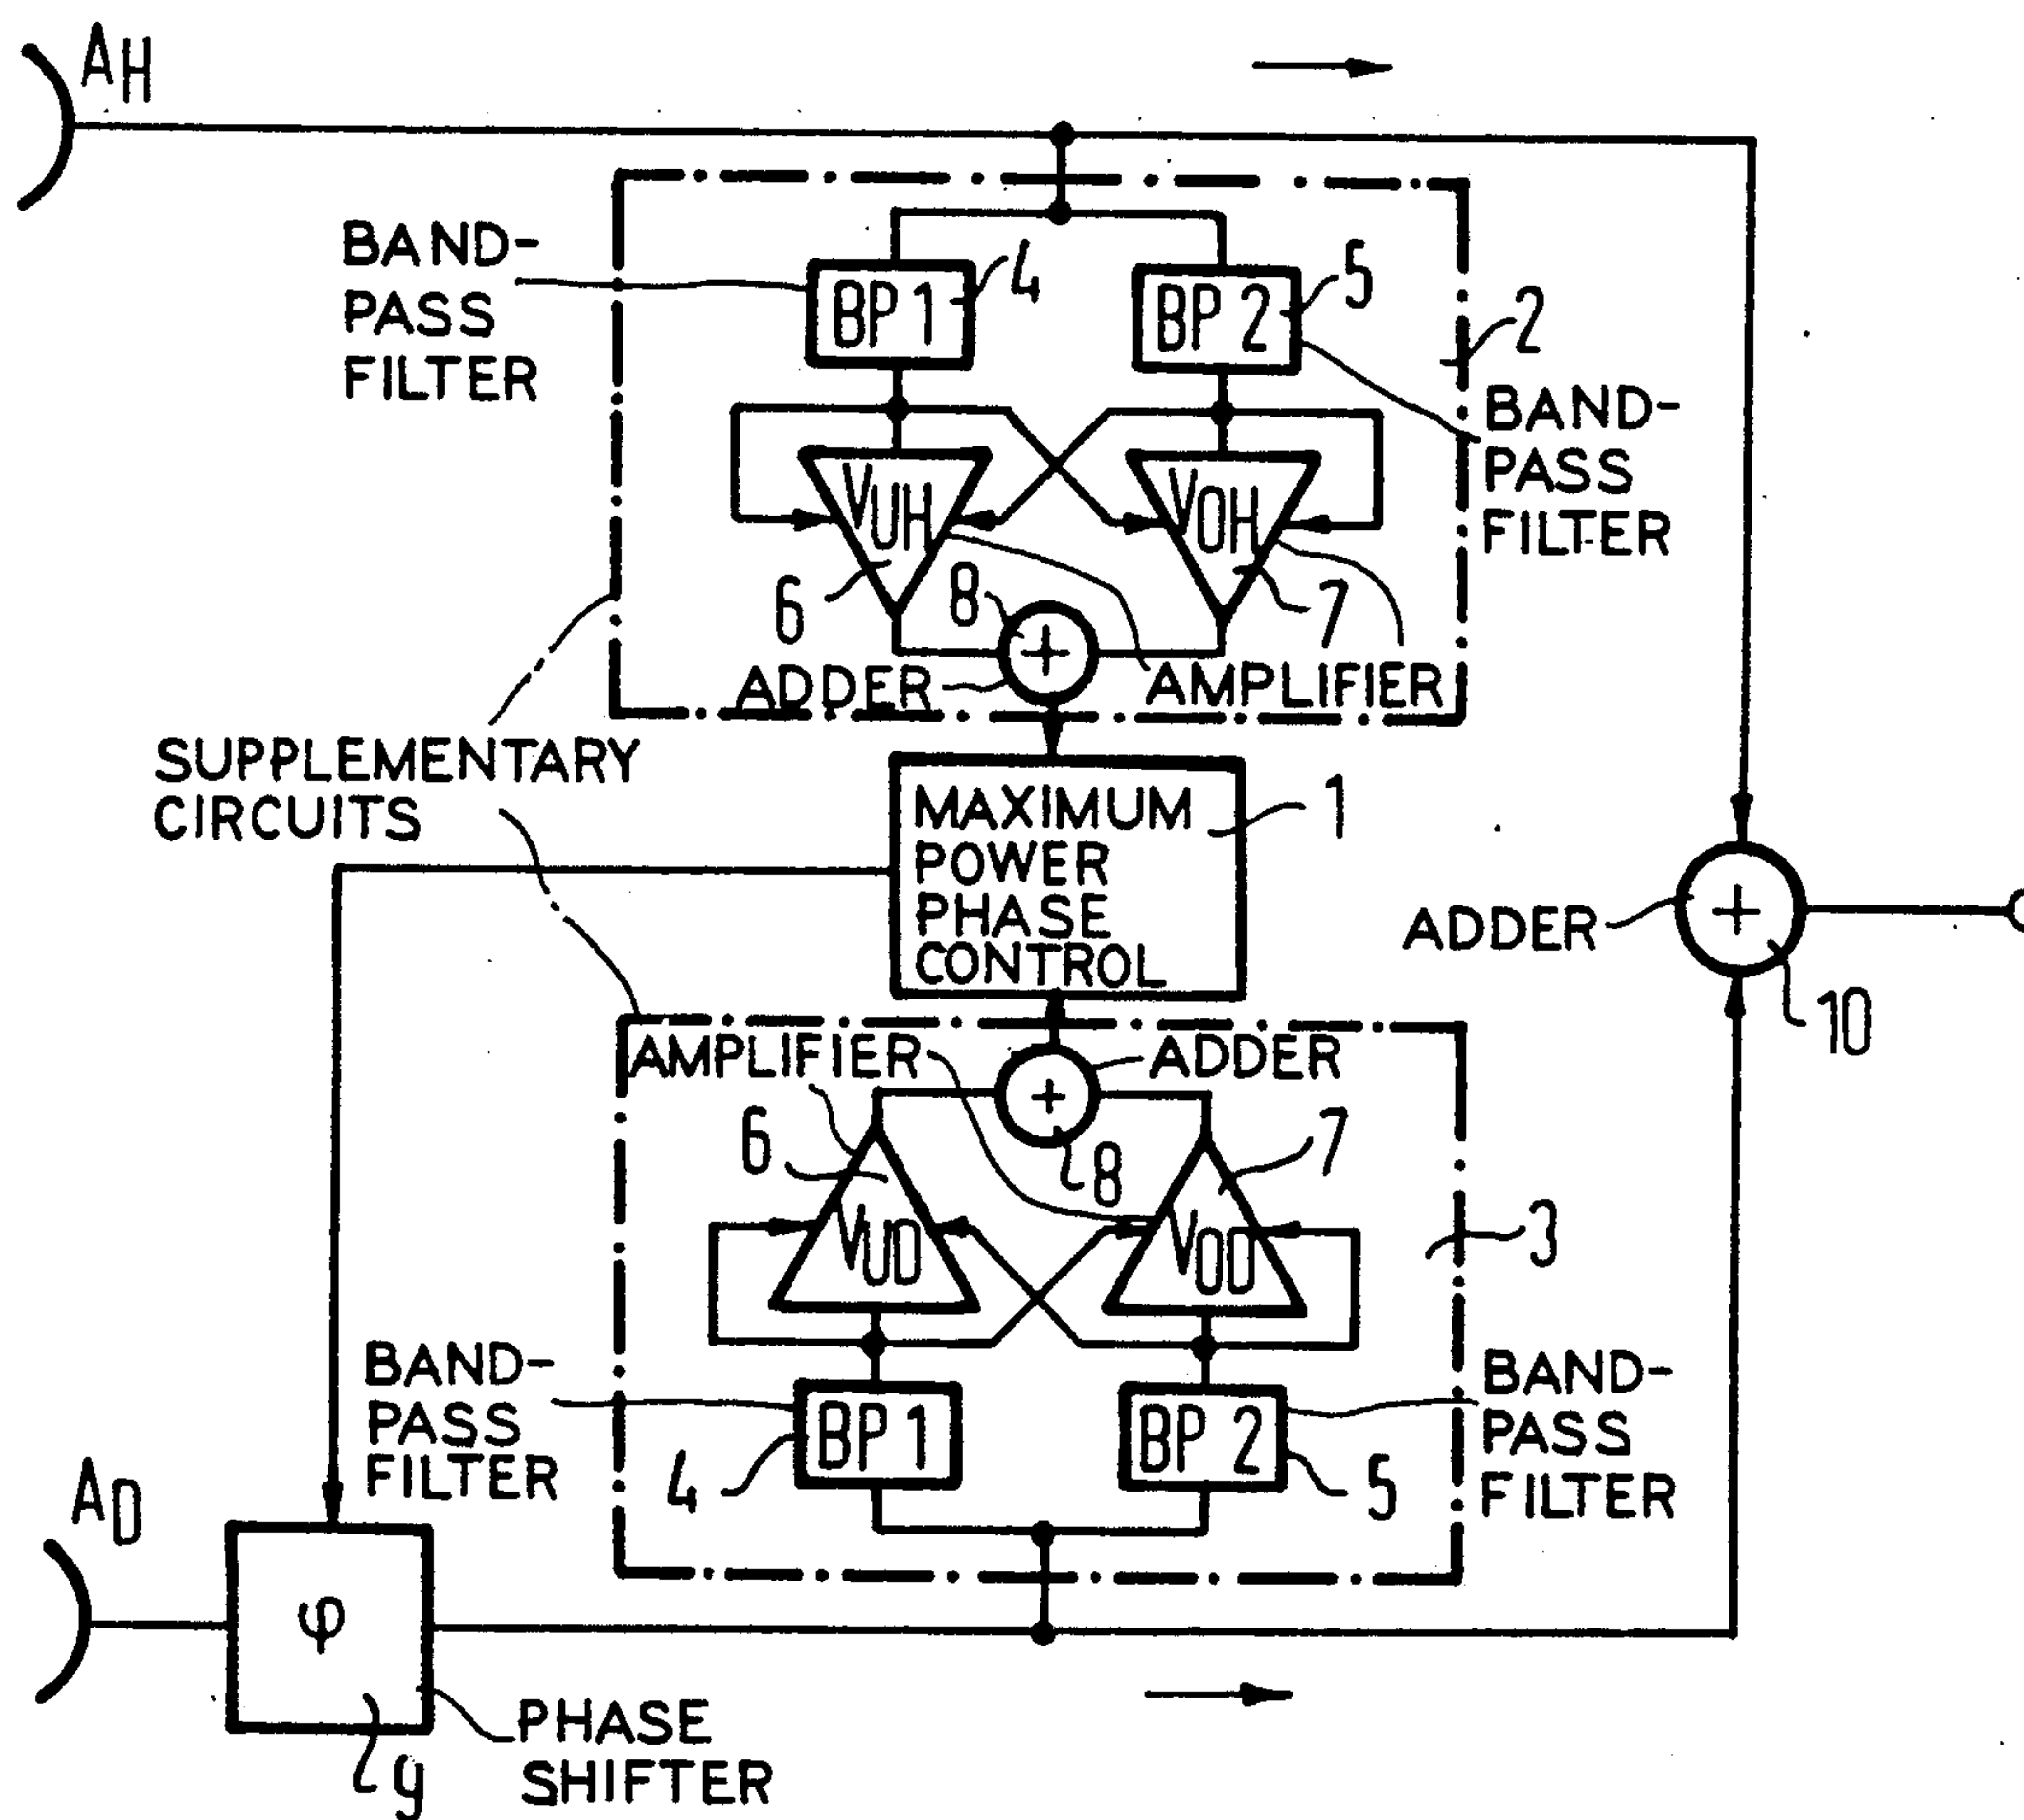 AH
BAND-
PASS
FILTER
BP 1
4
BP 2
5
2
BAND-
PASS
FILTER
VUH
VOH
6
8
7
+
ADDER
AMPLIFIER
SUPPLEMENTARY
CIRCUITS
MAXIMUM
POWER
PHASE
CONTROL
1
ADDER
+
10
AMPLIFIER
ADDER
+
6
8
7
VUD
VOD
3
BAND-
PASS
FILTER
BP 1
4
BP 2
5
BAND-
PASS
FILTER
AD
φ
PHASE
SHIFTER
9